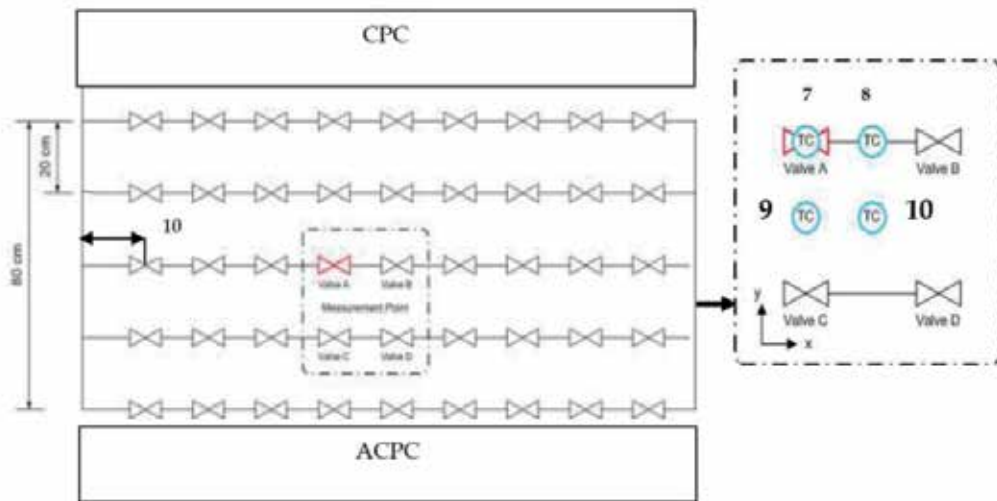 CPC
20 cm
80 cm
10
Valve A
Valve B
Measurement Point
Valve C
Valve D
ACPC
7
8
TC
TC
Valve A
Valve B
9
TC
TC
10
y
Valve C
Valve D
x